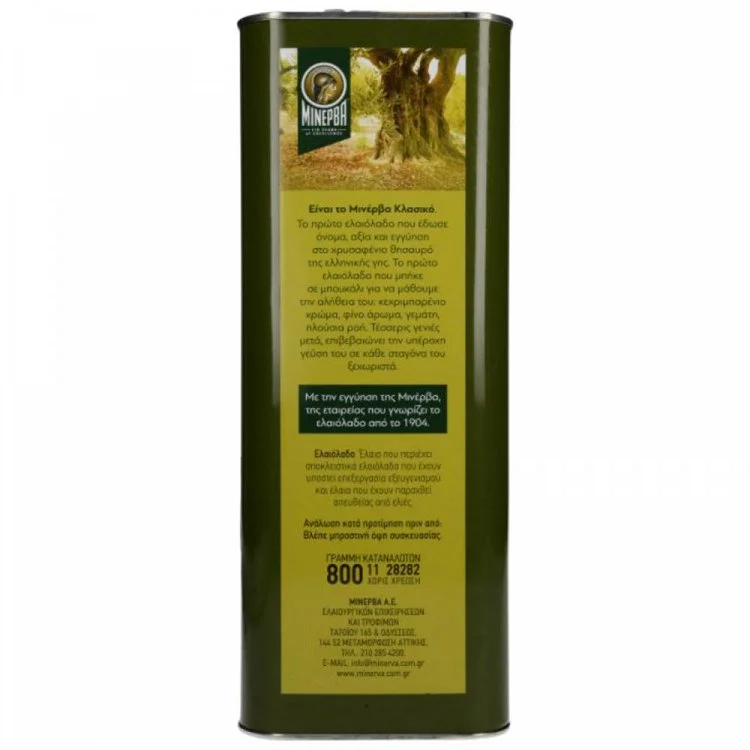 ΜΙΝΕΡΒΑ
Είναι το Μινέρβα Κλασικό.
Το πρώτο ελαιόλαδο που έδωσε
όνομα, αξία και εγγύηση
στο χρυσαφένιο θησαυρό
της ελληνικής γης. Το πρώτο
ελαιόλαδο που μπήκε
σε μπουκάλι για να μάθουμε
την αλήθεια του: κεχριμπαρένιο
χρώμα, φίνο άρωμα, γεμάτη,
πλούσια ροή. Τέσσερις γενιές
μετά, επιβεβαιώνει την υπέροχη
γεύση του σε κάθε σταγόνα του
ξεχωριστά.
Με την εγγύηση της Μινέρβα,
της εταιρείας που γνωρίζει το
ελαιόλαδο από το 1904.
Ελαιόλαδο. Έλαιο που περιέχει
αποκλειστικά ελαιόλαδα που έχουν
υποστεί επεξεργασία εξευγενισμού
και έλαια που έχουν παραχθεί
απευθείας από ελιές.
Ανάλωση κατά προτίμηση πριν από:
Βλέπε μπροστινή όψη συσκευασίας.
ΓΡΑΜΜΗ ΚΑΤΑΝΑΛΩΤΩΝ
800 11 28282
ΧΩΡΙΣ ΧΡΕΩΣΗ
ΜΙΝΕΡΒΑ Α.Ε.
ΕΛΑΙΟΥΡΓΙΚΩΝ ΕΠΙΧΕΙΡΗΣΕΩΝ
ΚΑΙ ΤΡΟΦΙΜΩΝ
ΤΑΤΟΪΟΥ 165 & ΟΔΥΣΣΕΩΣ,
144 52 ΜΕΤΑΜΟΡΦΩΣΗ ΑΤΤΙΚΗΣ,
ΤΗΛ.: 210 285 4200,
E-MAIL: info@minerva.com.gr
www.minerva.com.gr